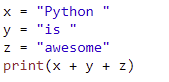 x = "Python "
y = "is "
z = "awesome"
print(x + y + z)